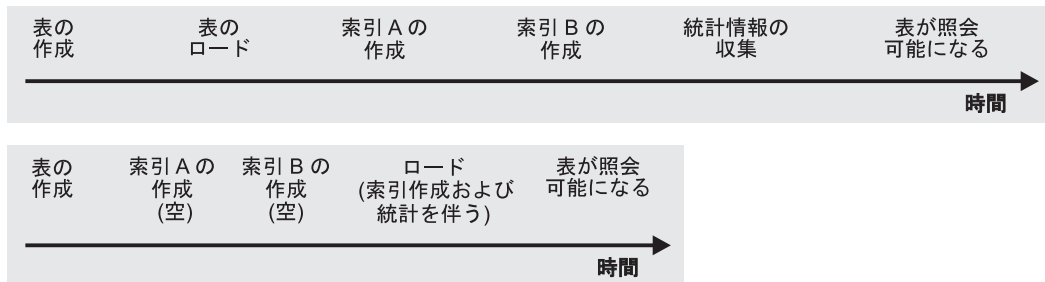 表の
作成
表の
ロード
索引Aの
作成
索引Bの
作成
統計情報の
収集
表が照会
可能になる
時間
表の
作成
索引Aの
作成
(空)
索引Bの
作成
(空)
ロード
(索引作成および
統計を伴う)
表が照会
可能になる
時間